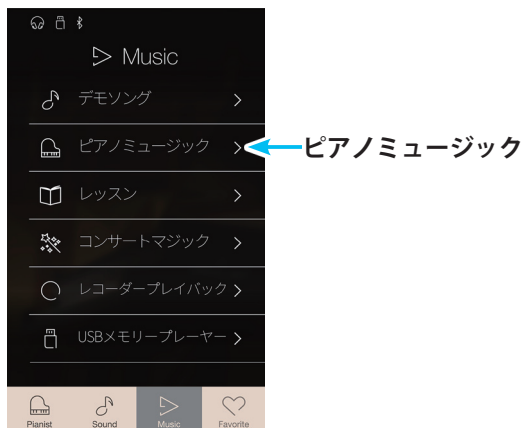 Music
デモソング
ピアノミュージック
ピアノミュージック
レッスン
コンサートマジック
レコーダープレイバック
USBメモリープレーヤー
Pianist Sound Music Favorite